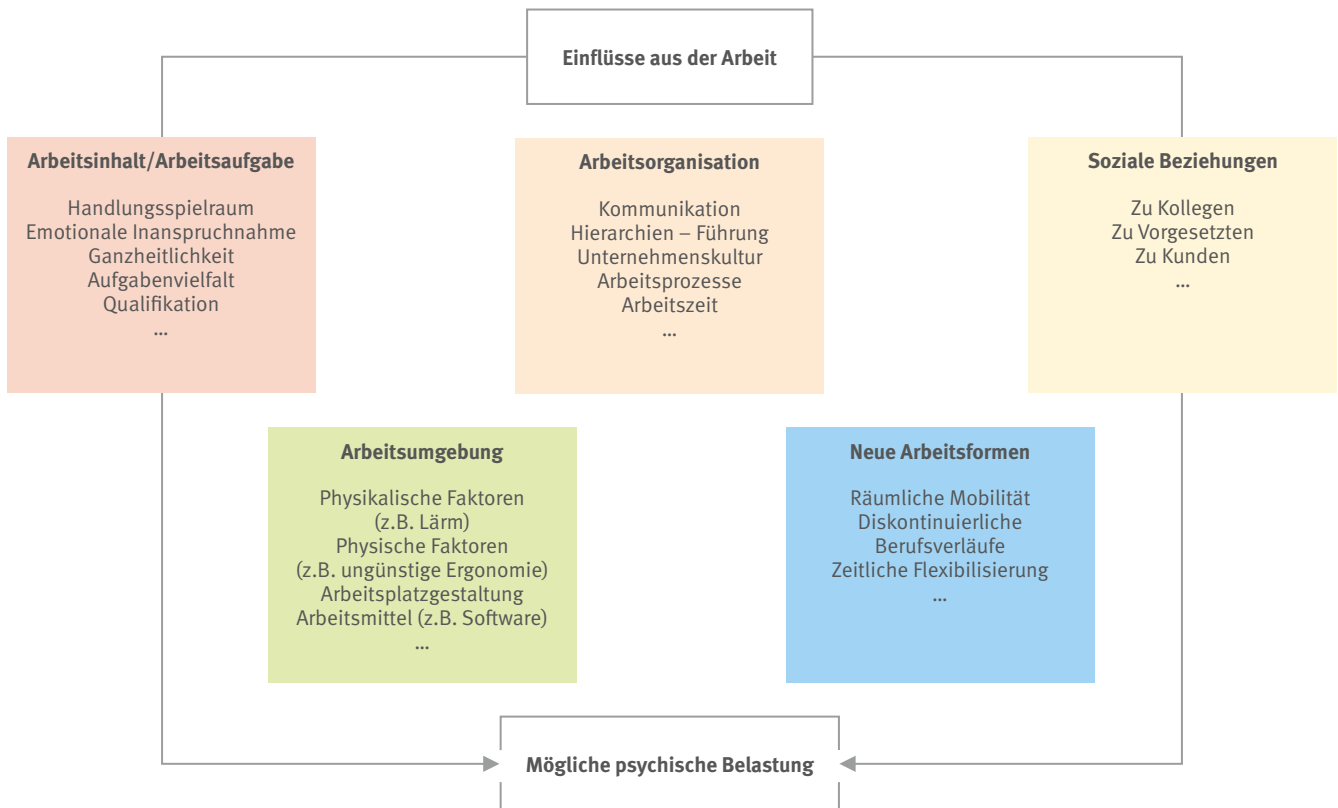 Einflüsse aus der Arbeit
Arbeitsinhalt/Arbeitsaufgabe
Handlungsspielraum
Emotionale Inanspruchnahme
Ganzheitlichkeit
Aufgabenvielfalt
Qualifikation
...
Arbeitsorganisation
Kommunikation
Hierarchien – Führung
Unternehmenskultur
Arbeitsprozesse
Arbeitszeit
...
Soziale Beziehungen
Zu Kollegen
Zu Vorgesetzten
Zu Kunden
...
Arbeitsumgebung
Physikalische Faktoren
(z.B. Lärm)
Physische Faktoren
(z.B. ungünstige Ergonomie)
Arbeitsplatzgestaltung
Arbeitsmittel (z.B. Software)
...
Neue Arbeitsformen
Räumliche Mobilität
Diskontinuierliche
Berufsverläufe
Zeitliche Flexibilisierung
...
Mögliche psychische Belastung